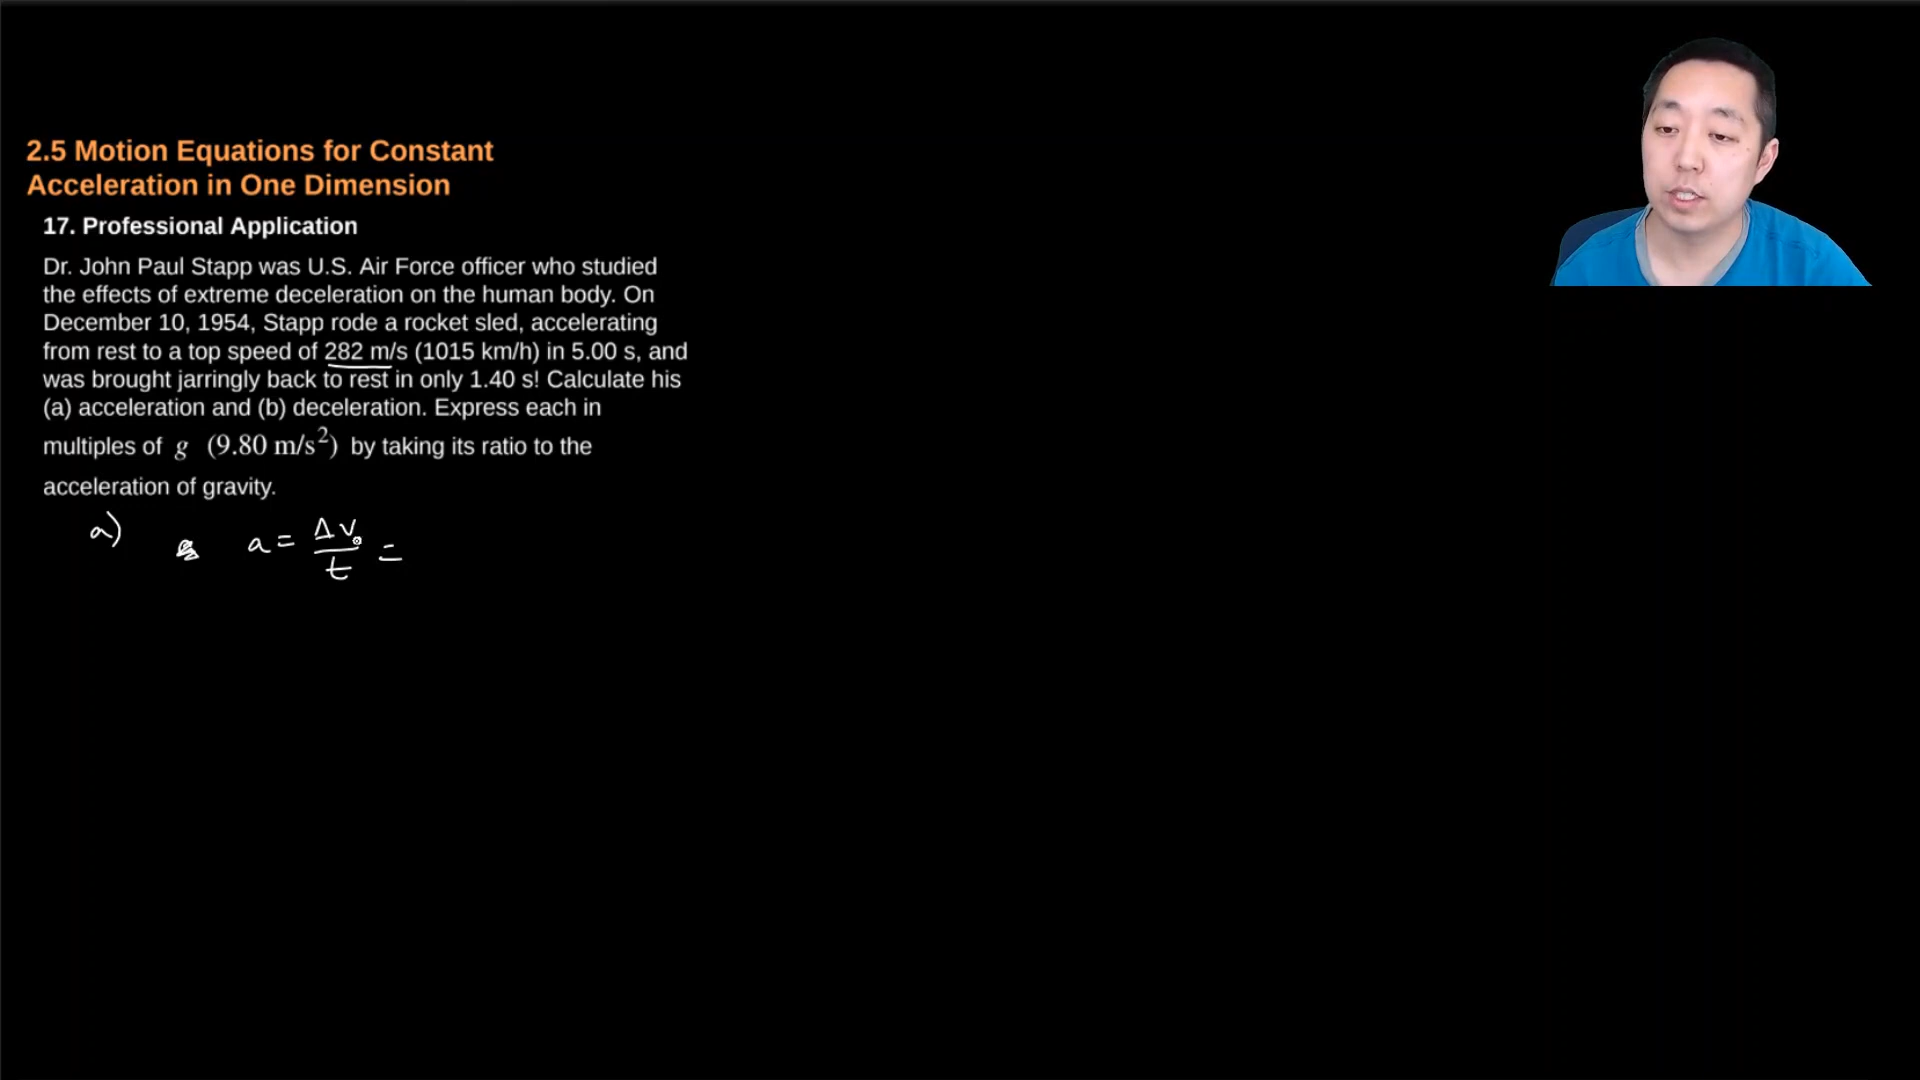 2.5 Motion Equations for Constant
Acceleration in One Dimension
17. Professional Application
Dr. John Paul Stapp was U.S. Air Force officer who studied
the effects of extreme deceleration on the human body. On
December 10, 1954, Stapp rode a rocket sled, accelerating
from rest to a top speed of 282 m/s (1015 km/h) in 5.00 s, and
was brought jarringly back to rest in only 1.40 s! Calculate his
(a) acceleration and (b) deceleration. Express each in
multiples of g (9.80 m/s²) by taking its ratio to the
acceleration of gravity.
a) a = Δv/t =